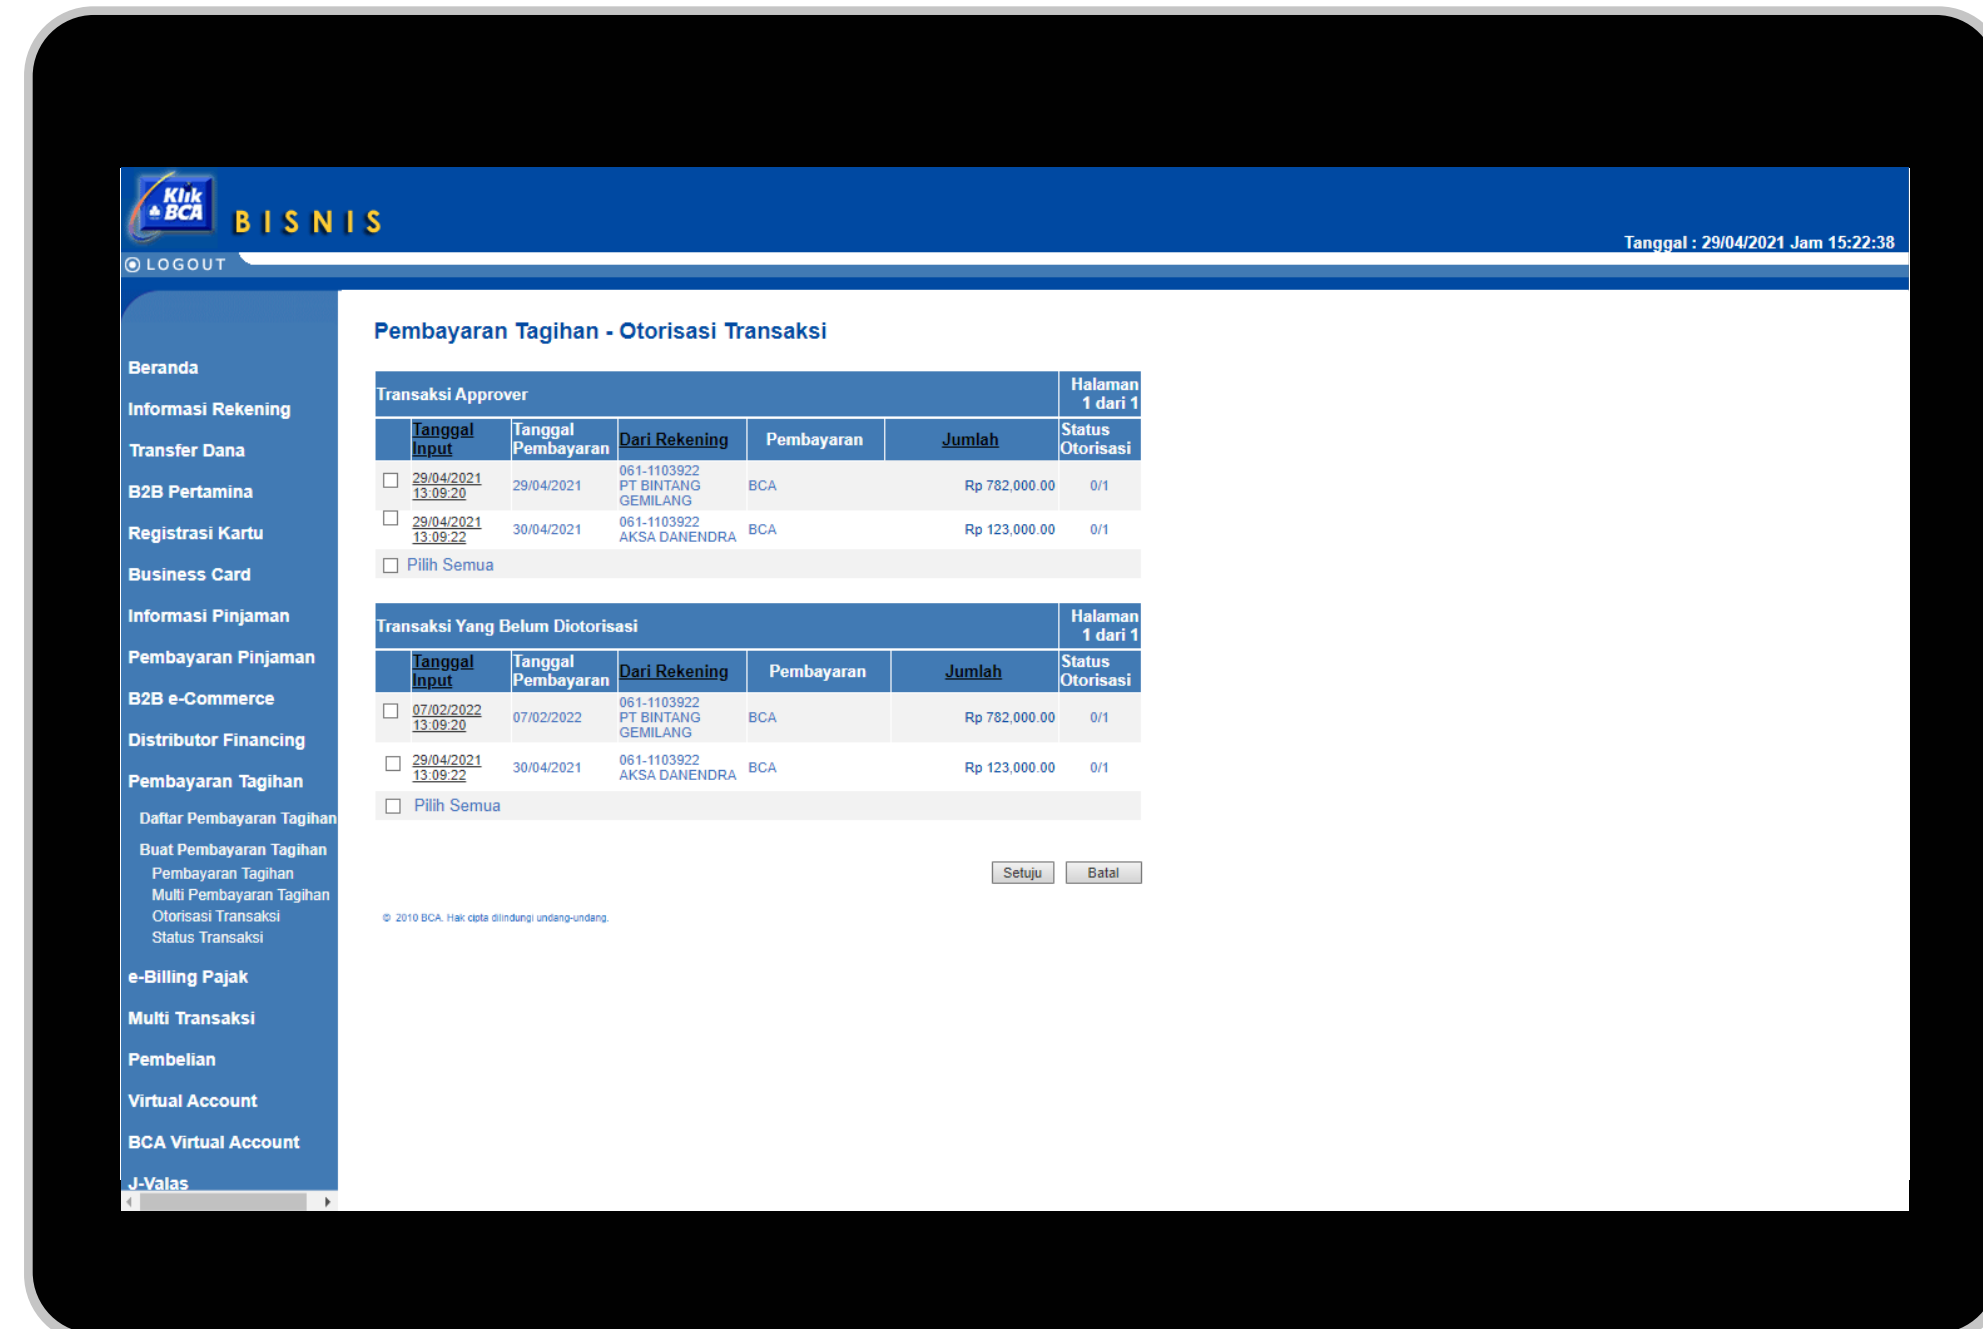 Klik
BCA
BISNIS
Tanggal : 29/04/2021 Jam 15:22:38
LOGOUT
Beranda
Informasi Rekening
Transfer Dana
B2B Pertamina
Registrasi Kartu
Business Card
Informasi Pinjaman
Pembayaran Pinjaman
B2B e-Commerce
Distributor Financing
Pembayaran Tagihan
Daftar Pembayaran Tagihan
Buat Pembayaran Tagihan
Pembayaran Tagihan
Multi Pembayaran Tagihan
Otorisasi Transaksi
Status Transaksi
e-Billing Pajak
Multi Transaksi
Pembelian
Virtual Account
BCA Virtual Account
J-Valas
Pembayaran Tagihan - Otorisasi Transaksi
Transaksi Approver
Halaman
1 dari 1
Tanggal
Input
Tanggal
Pembayaran
Dari Rekening
Pembayaran
Jumlah
Status
Otorisasi
29/04/2021
13:09:20
29/04/2021
061-1103922
PT BINTANG
GEMILANG
BCA
Rp 782,000.00
0/1
29/04/2021
13:09:22
30/04/2021
061-1103922
AKSA DANENDRA
BCA
Rp 123,000.00
0/1
Pilih Semua
Transaksi Yang Belum Diotorisasi
Halaman
1 dari 1
Tanggal
Input
Tanggal
Pembayaran
Dari Rekening
Pembayaran
Jumlah
Status
Otorisasi
07/02/2022
13:09:20
07/02/2022
061-1103922
PT BINTANG
GEMILANG
BCA
Rp 782,000.00
0/1
29/04/2021
13:09:22
30/04/2021
061-1103922
AKSA DANENDRA
BCA
Rp 123,000.00
0/1
Pilih Semua
Setuju
Batal
© 2010 BCA. Hak cipta dilindungi undang-undang.